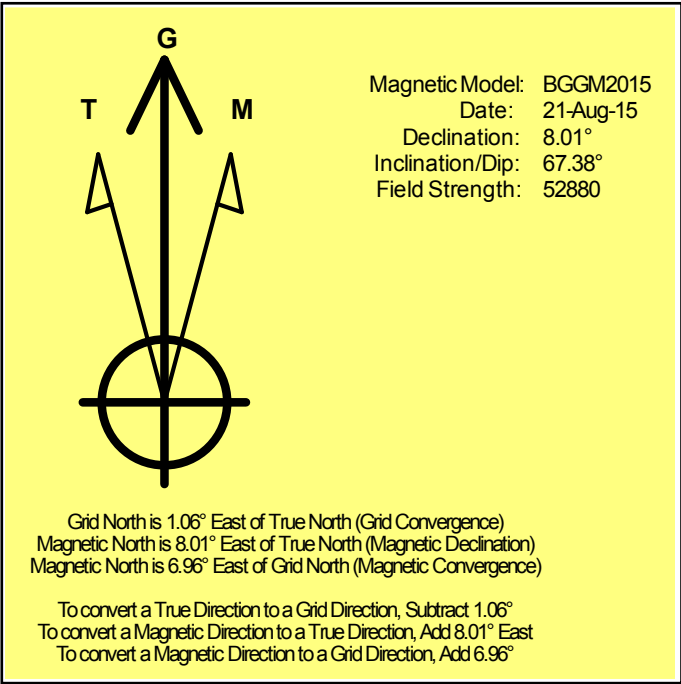 G
T M
Magnetic Model: BGGM2015
Date: 21-Aug-15
Declination: 8.01°
Inclination/Dip: 67.38°
Field Strength: 52880
Grid North is 1.06° East of True North (Grid Convergence)
Magnetic North is 8.01° East of True North (Magnetic Declination)
Magnetic North is 6.96° East of Grid North (Magnetic Convergence)
To convert a True Direction to a Grid Direction, Subtract 1.06°
To convert a Magnetic Direction to a True Direction, Add 8.01° East
To convert a Magnetic Direction to a Grid Direction, Add 6.96°